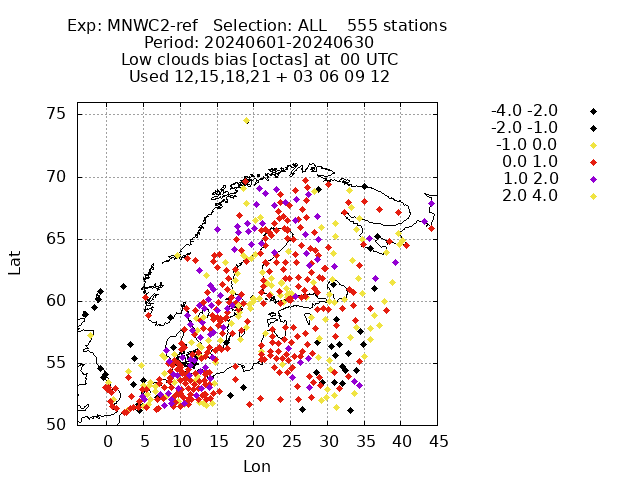 Exp: MNWC2-ref   Selection: ALL    555 stations
Period: 20240601-20240630
Low clouds bias [octas] at  00 UTC
Used 12,15,18,21 + 03 06 09 12
-4.0 -2.0
-2.0 -1.0
-1.0 0.0
0.0 1.0
1.0 2.0
2.0 4.0
75
70
65
60
55
50
Lat
0 5 10 15 20 25 30 35 40 45
Lon